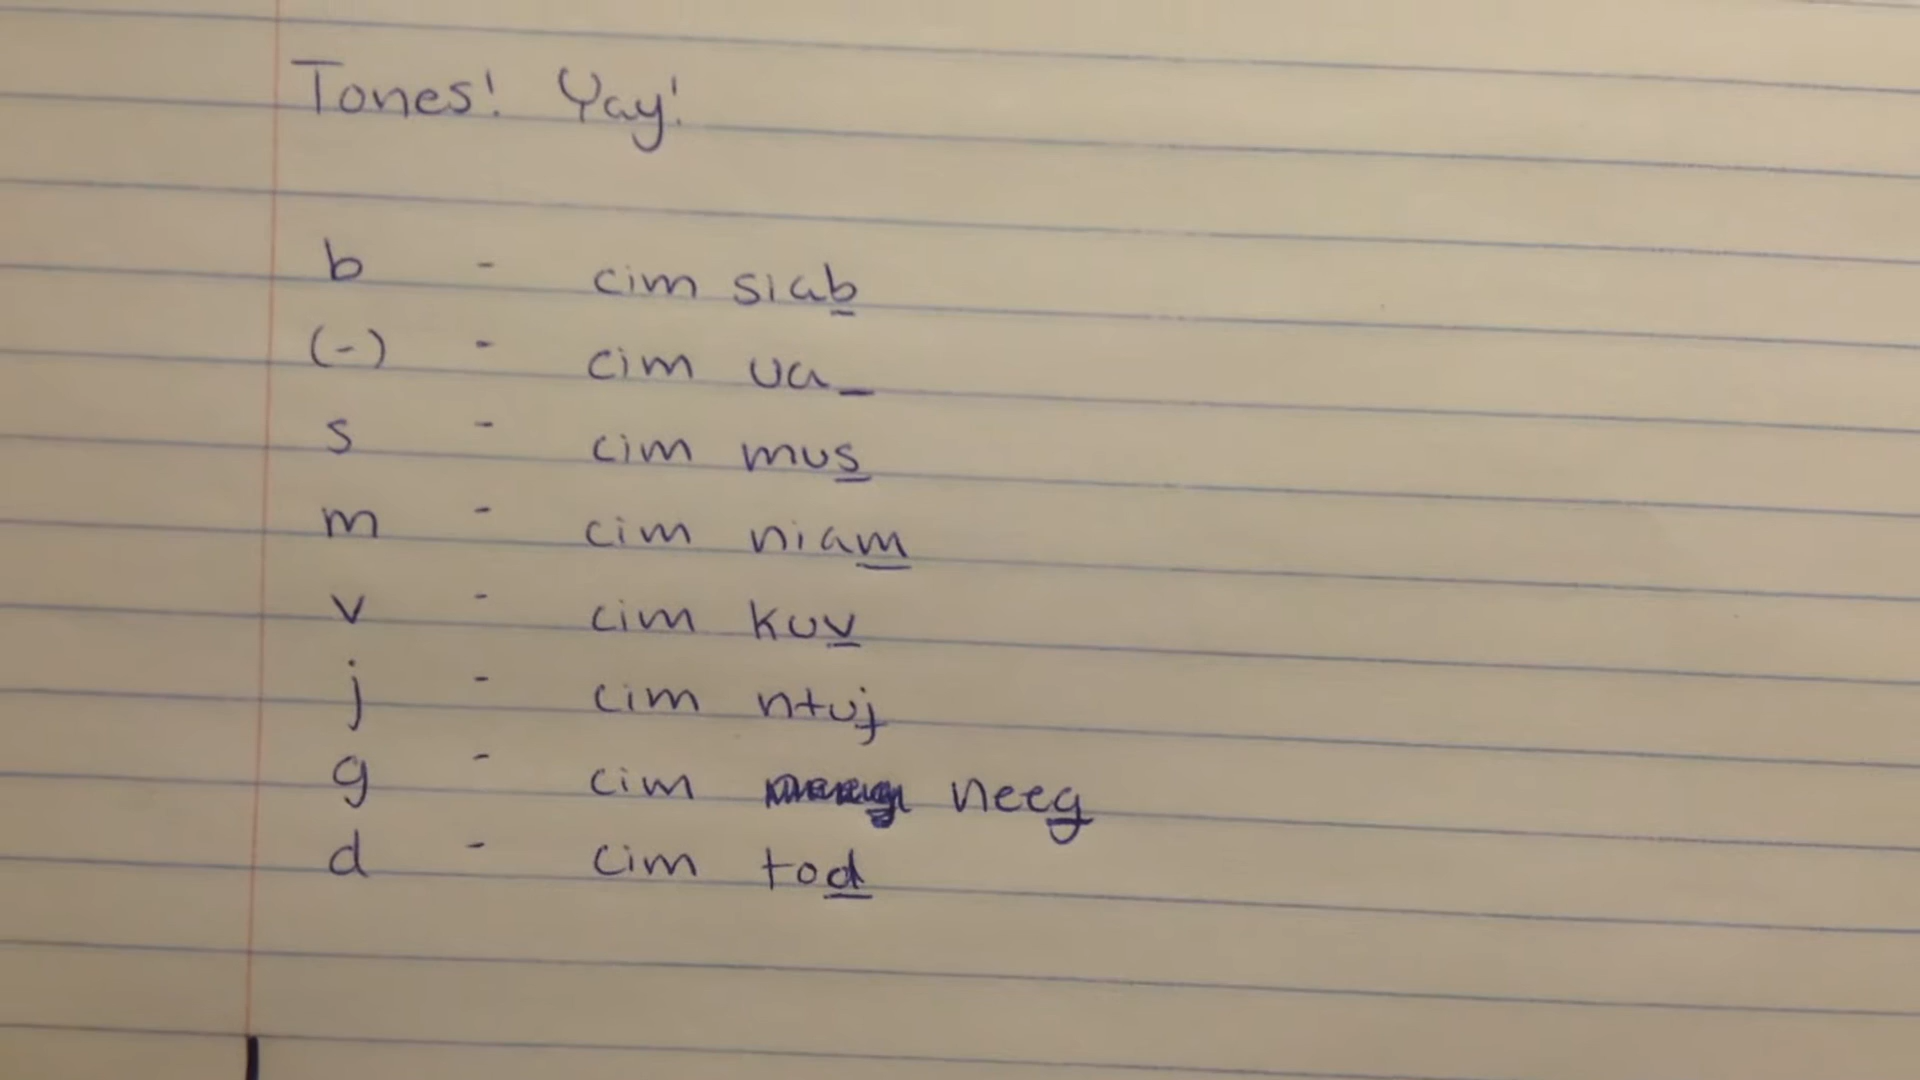 Tones! Yay!
b - cim siab
(-) - cim ua_
s - cim mus
m - cim niam
v - cim kuv
j - cim ntuj
g - cim neeg
d - cim tod